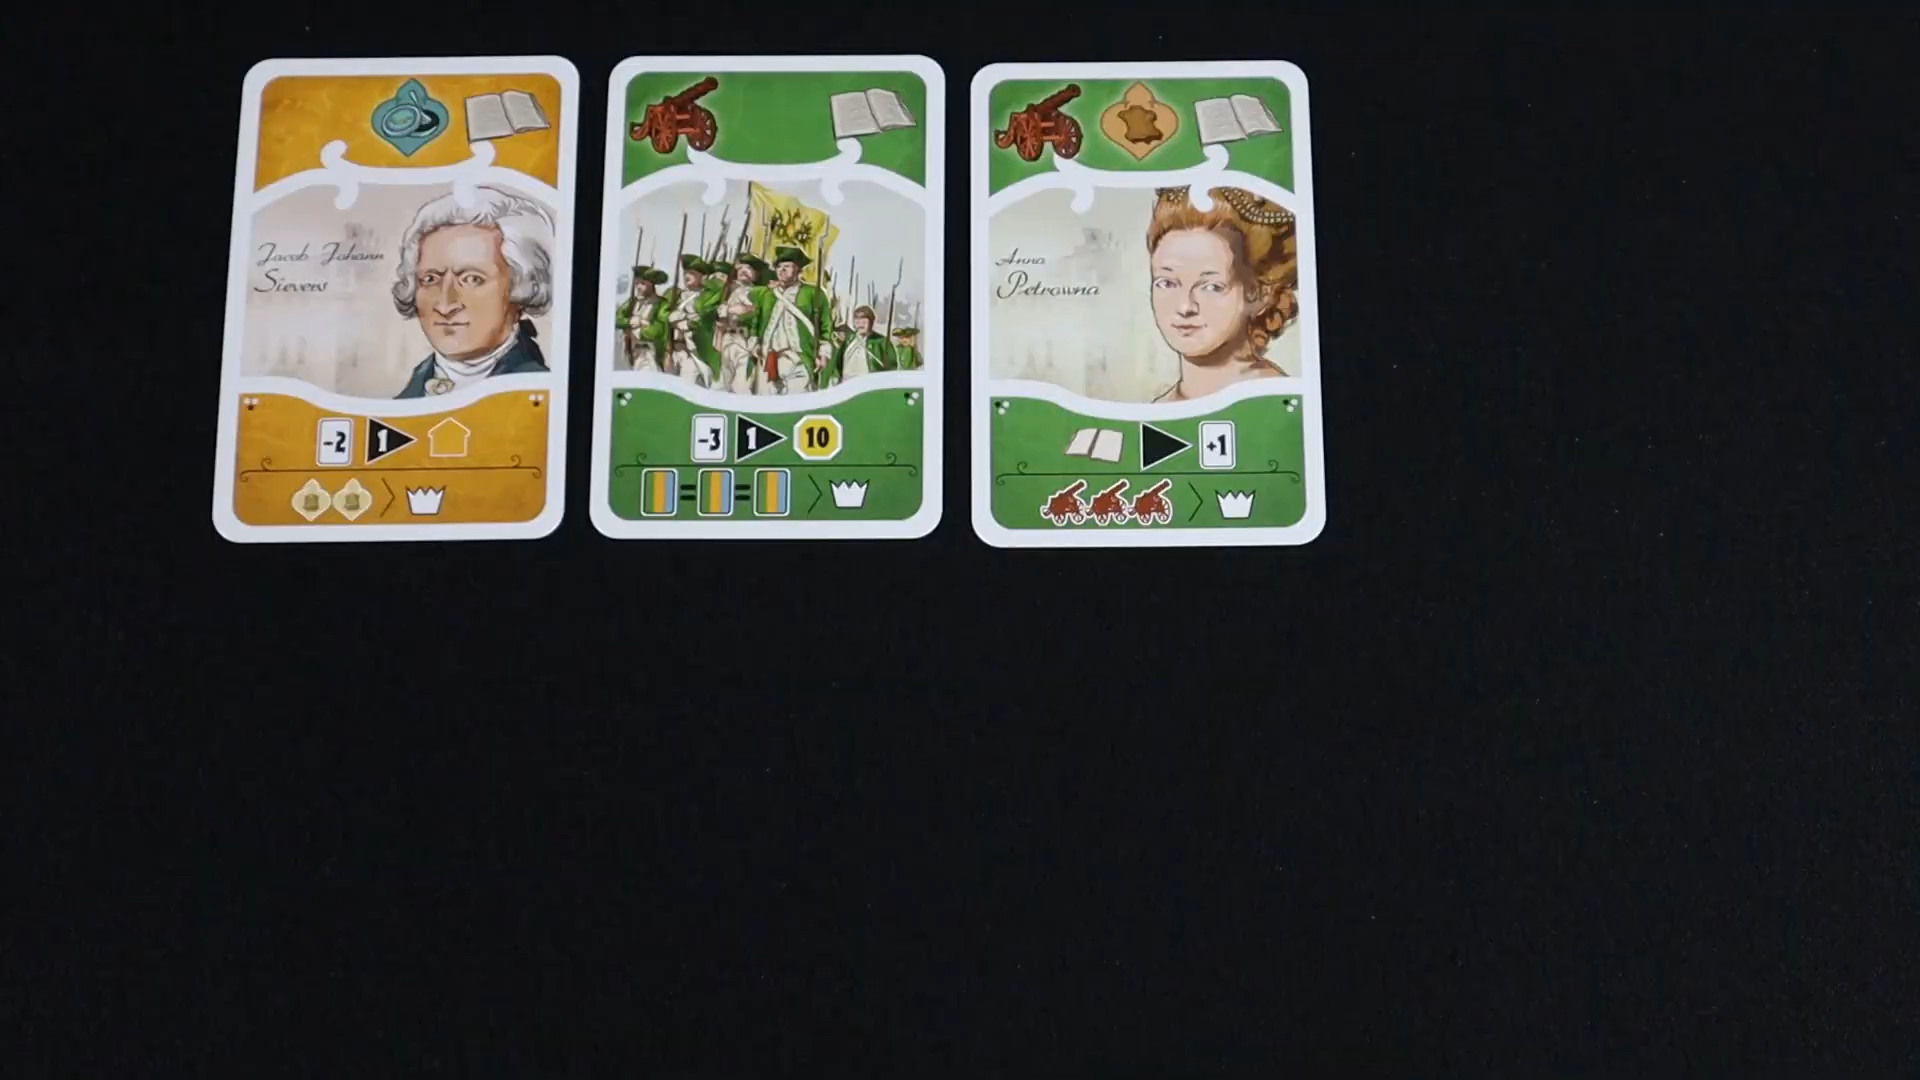 Jacob Johann
Sievers
-2 1
-3 1 10
= =
Anna
Petrowna
+1